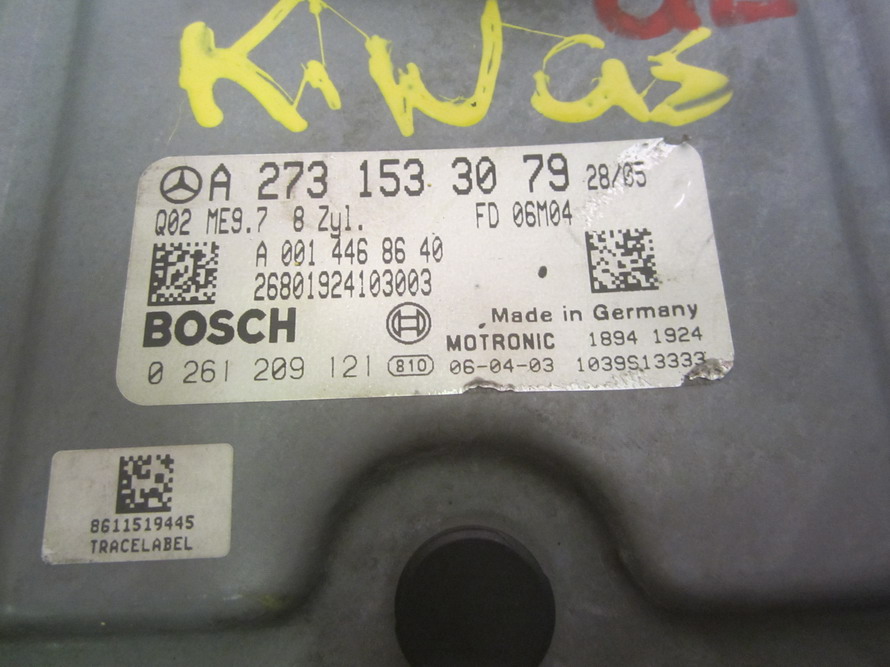 A 273 153 30 79 28/05
Q02 ME9.7 8 Zyl. FD 06M04
A 001 446 86 40
26801924103003
Made in Germany
BOSCH MOTRONIC 1894 1924
0 261 209 121 810 06-04-03 1039S13333
8611519445
TRACELABEL